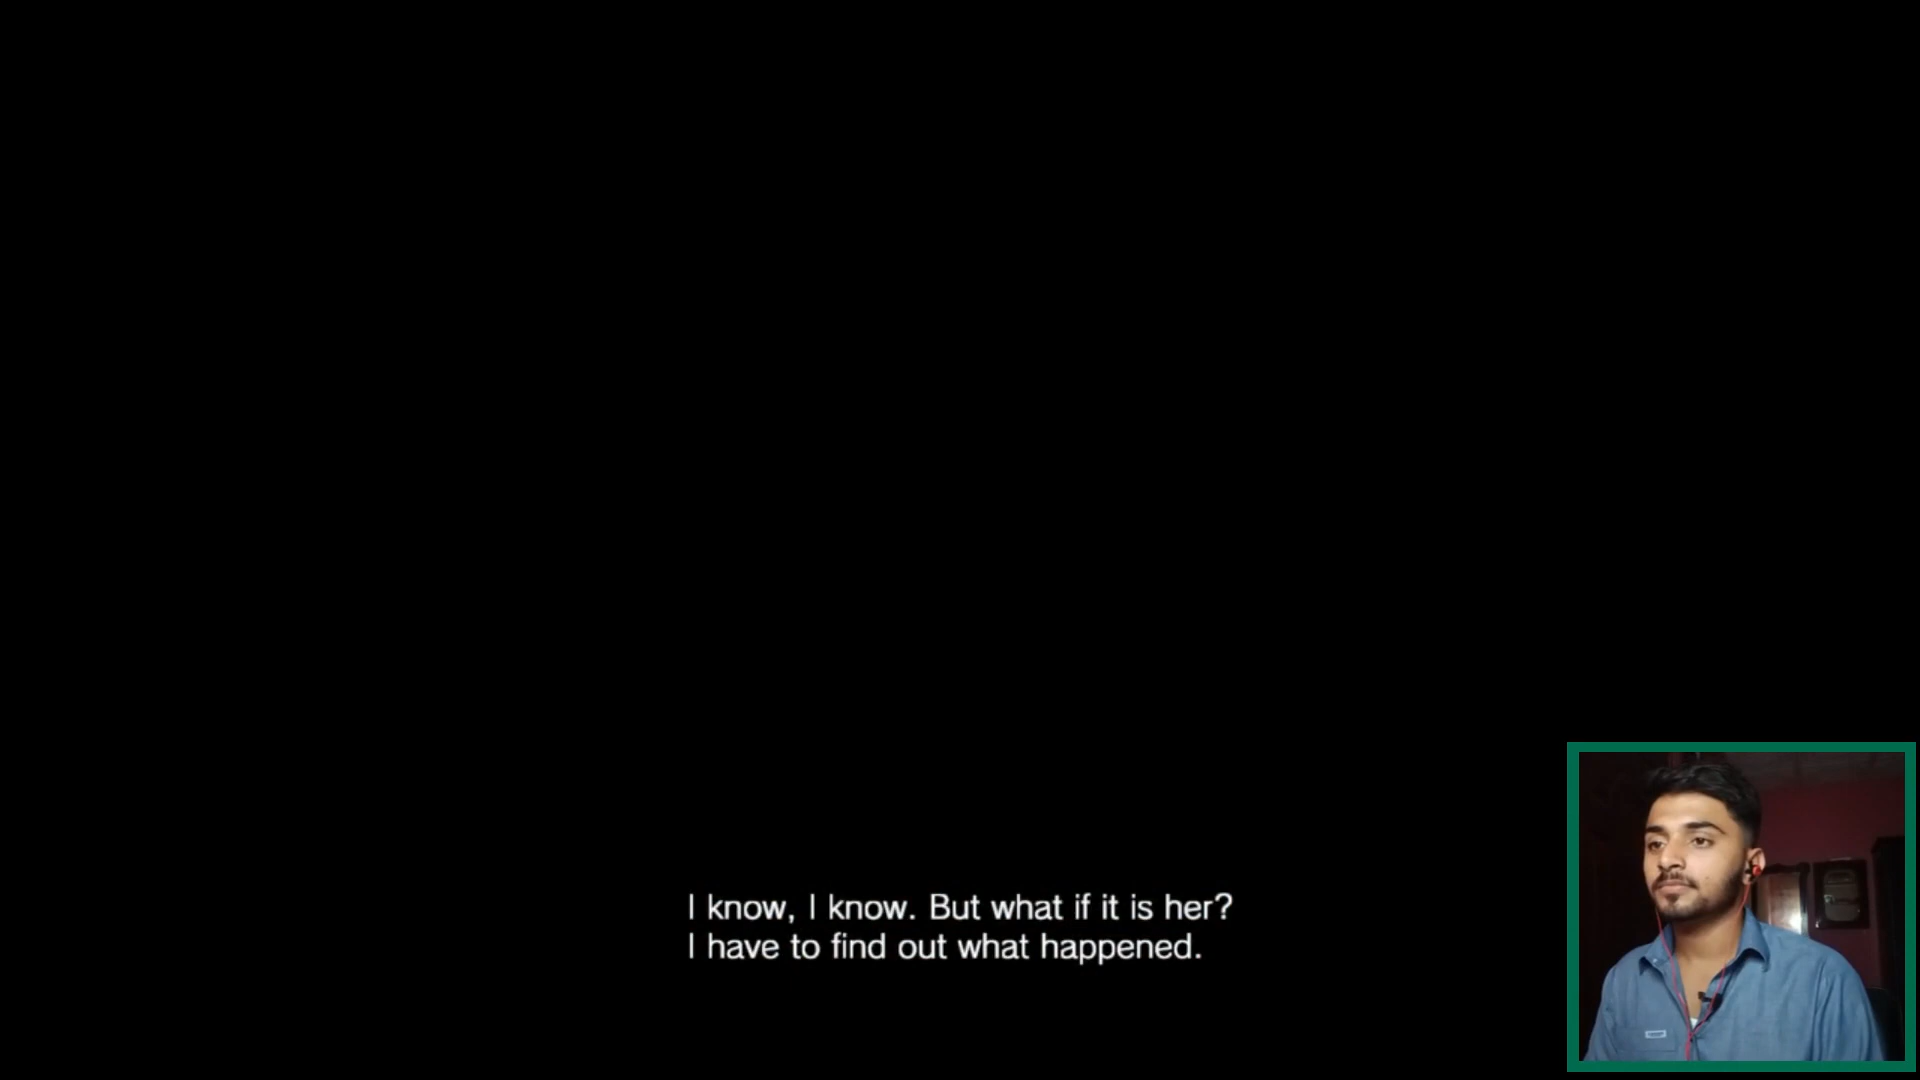 I know, I know. But what if it is her?
I have to find out what happened.